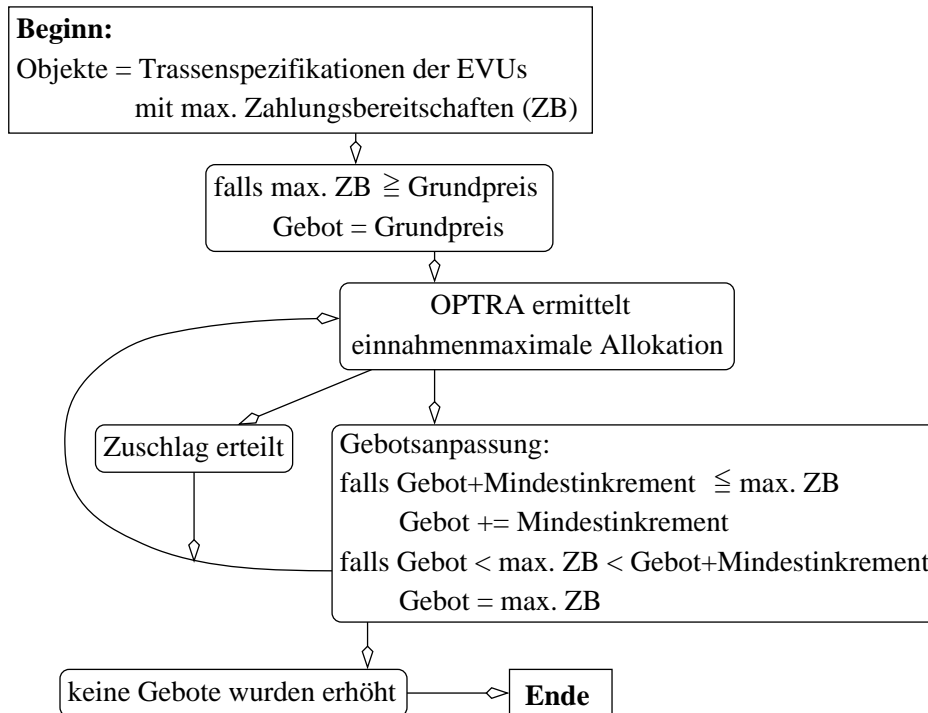 Beginn:
Objekte = Trassenspezifikationen der EVUs
mit max. Zahlungsbereitschaften (ZB)
falls max. ZB ≧ Grundpreis
Gebot = Grundpreis
OPTRA ermittelt
einnahmenmaximale Allokation
Zuschlag erteilt
Gebotsanpassung:
falls Gebot+Mindestinkrement ≦ max. ZB
Gebot += Mindestinkrement
falls Gebot < max. ZB < Gebot+Mindestinkrement
Gebot = max. ZB
keine Gebote wurden erhöht
Ende